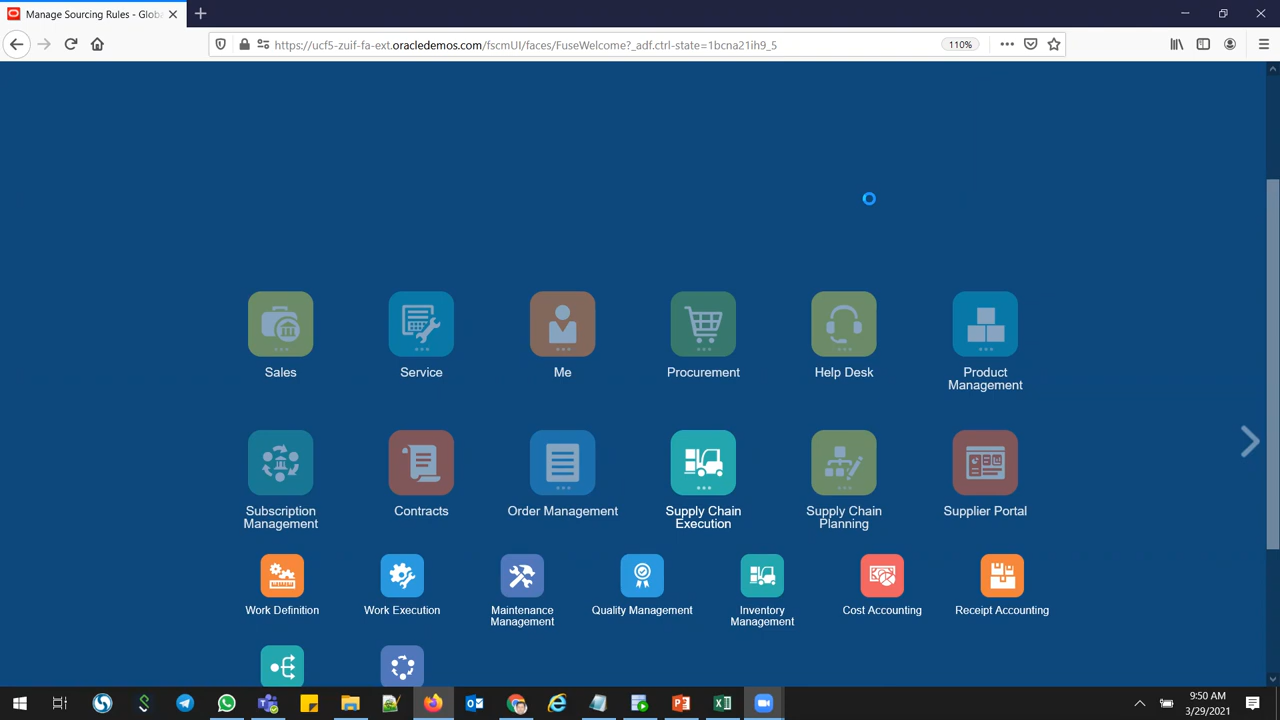 Manage Sourcing Rules - Globa
https://ucf5-zuif-fa-ext.oracledemos.com/fscmUI/faces/FuseWelcome?_adf.ctrl-state=1bcna21ih9_5
110%
Sales
Service
Me
Procurement
Help Desk
Product
Management
Subscription
Management
Contracts
Order Management
Supply Chain
Execution
Supply Chain
Planning
Supplier Portal
Work Definition
Work Execution
Maintenance
Management
Quality Management
Inventory
Management
Cost Accounting
Receipt Accounting
9:50 AM
3/29/2021